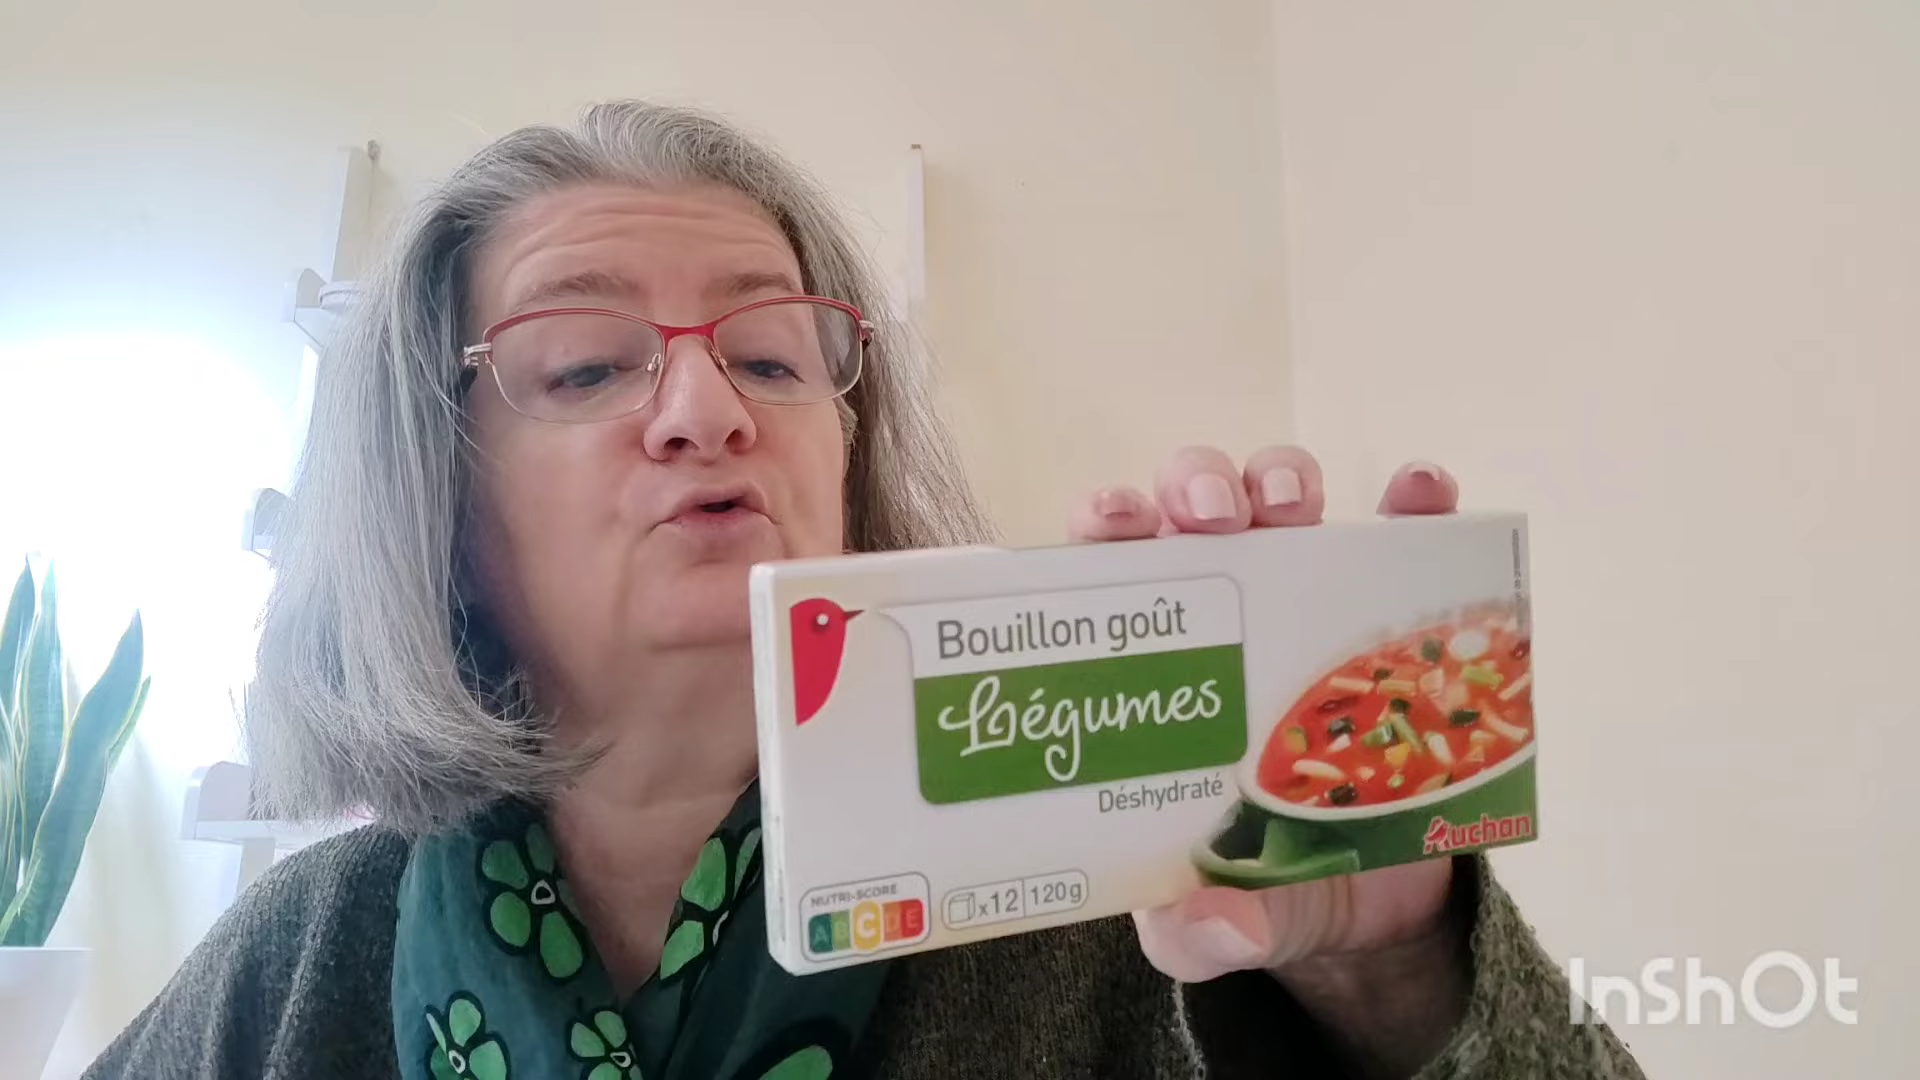 Bouillon goût
Légumes
Déshydraté
Auchan
NUTRI-SCORE
A B C D E
x12 120g
InShOt